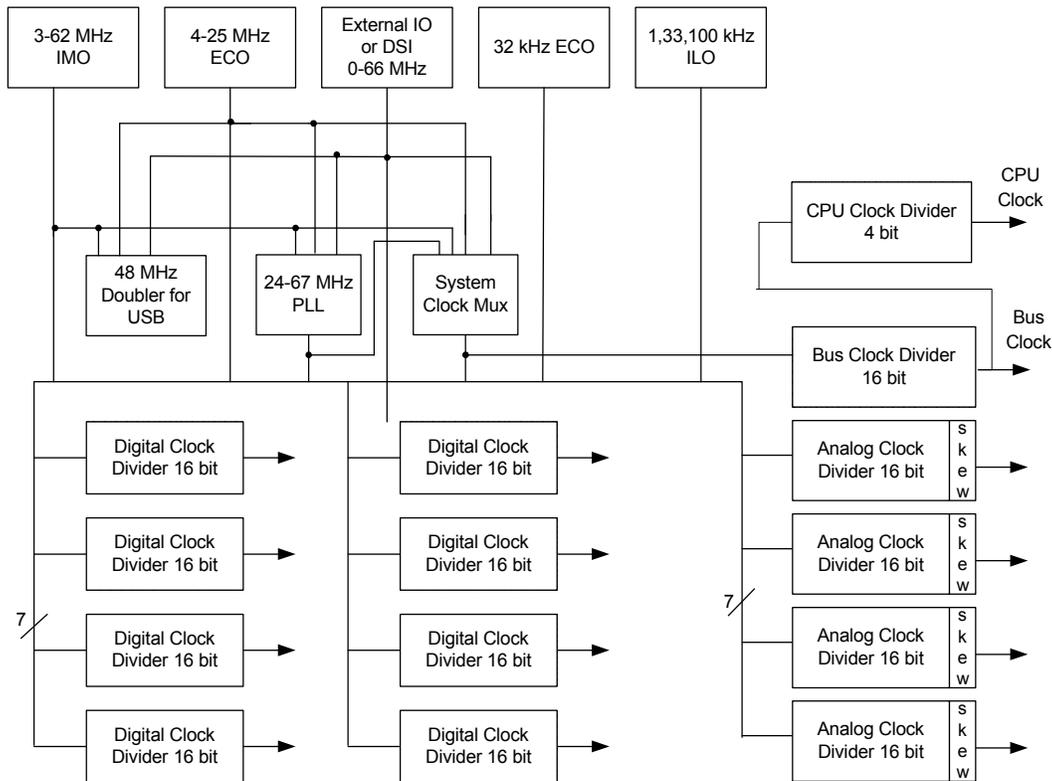 3-62 MHz
IMO
4-25 MHz
ECO
External IO
or DSI
0-66 MHz
32 kHz ECO
1,33,100 kHz
ILO
CPU
Clock
CPU Clock Divider
4 bit
48 MHz
Doubler for
USB
24-67 MHz
PLL
System
Clock Mux
Bus
Clock
Bus Clock Divider
16 bit
Digital Clock
Divider 16 bit
Digital Clock
Divider 16 bit
Analog Clock
Divider 16 bit
s
k
e
w
Digital Clock
Divider 16 bit
Digital Clock
Divider 16 bit
Analog Clock
Divider 16 bit
s
k
e
w
7
7
Digital Clock
Divider 16 bit
Digital Clock
Divider 16 bit
Analog Clock
Divider 16 bit
s
k
e
w
Digital Clock
Divider 16 bit
Digital Clock
Divider 16 bit
Analog Clock
Divider 16 bit
s
k
e
w